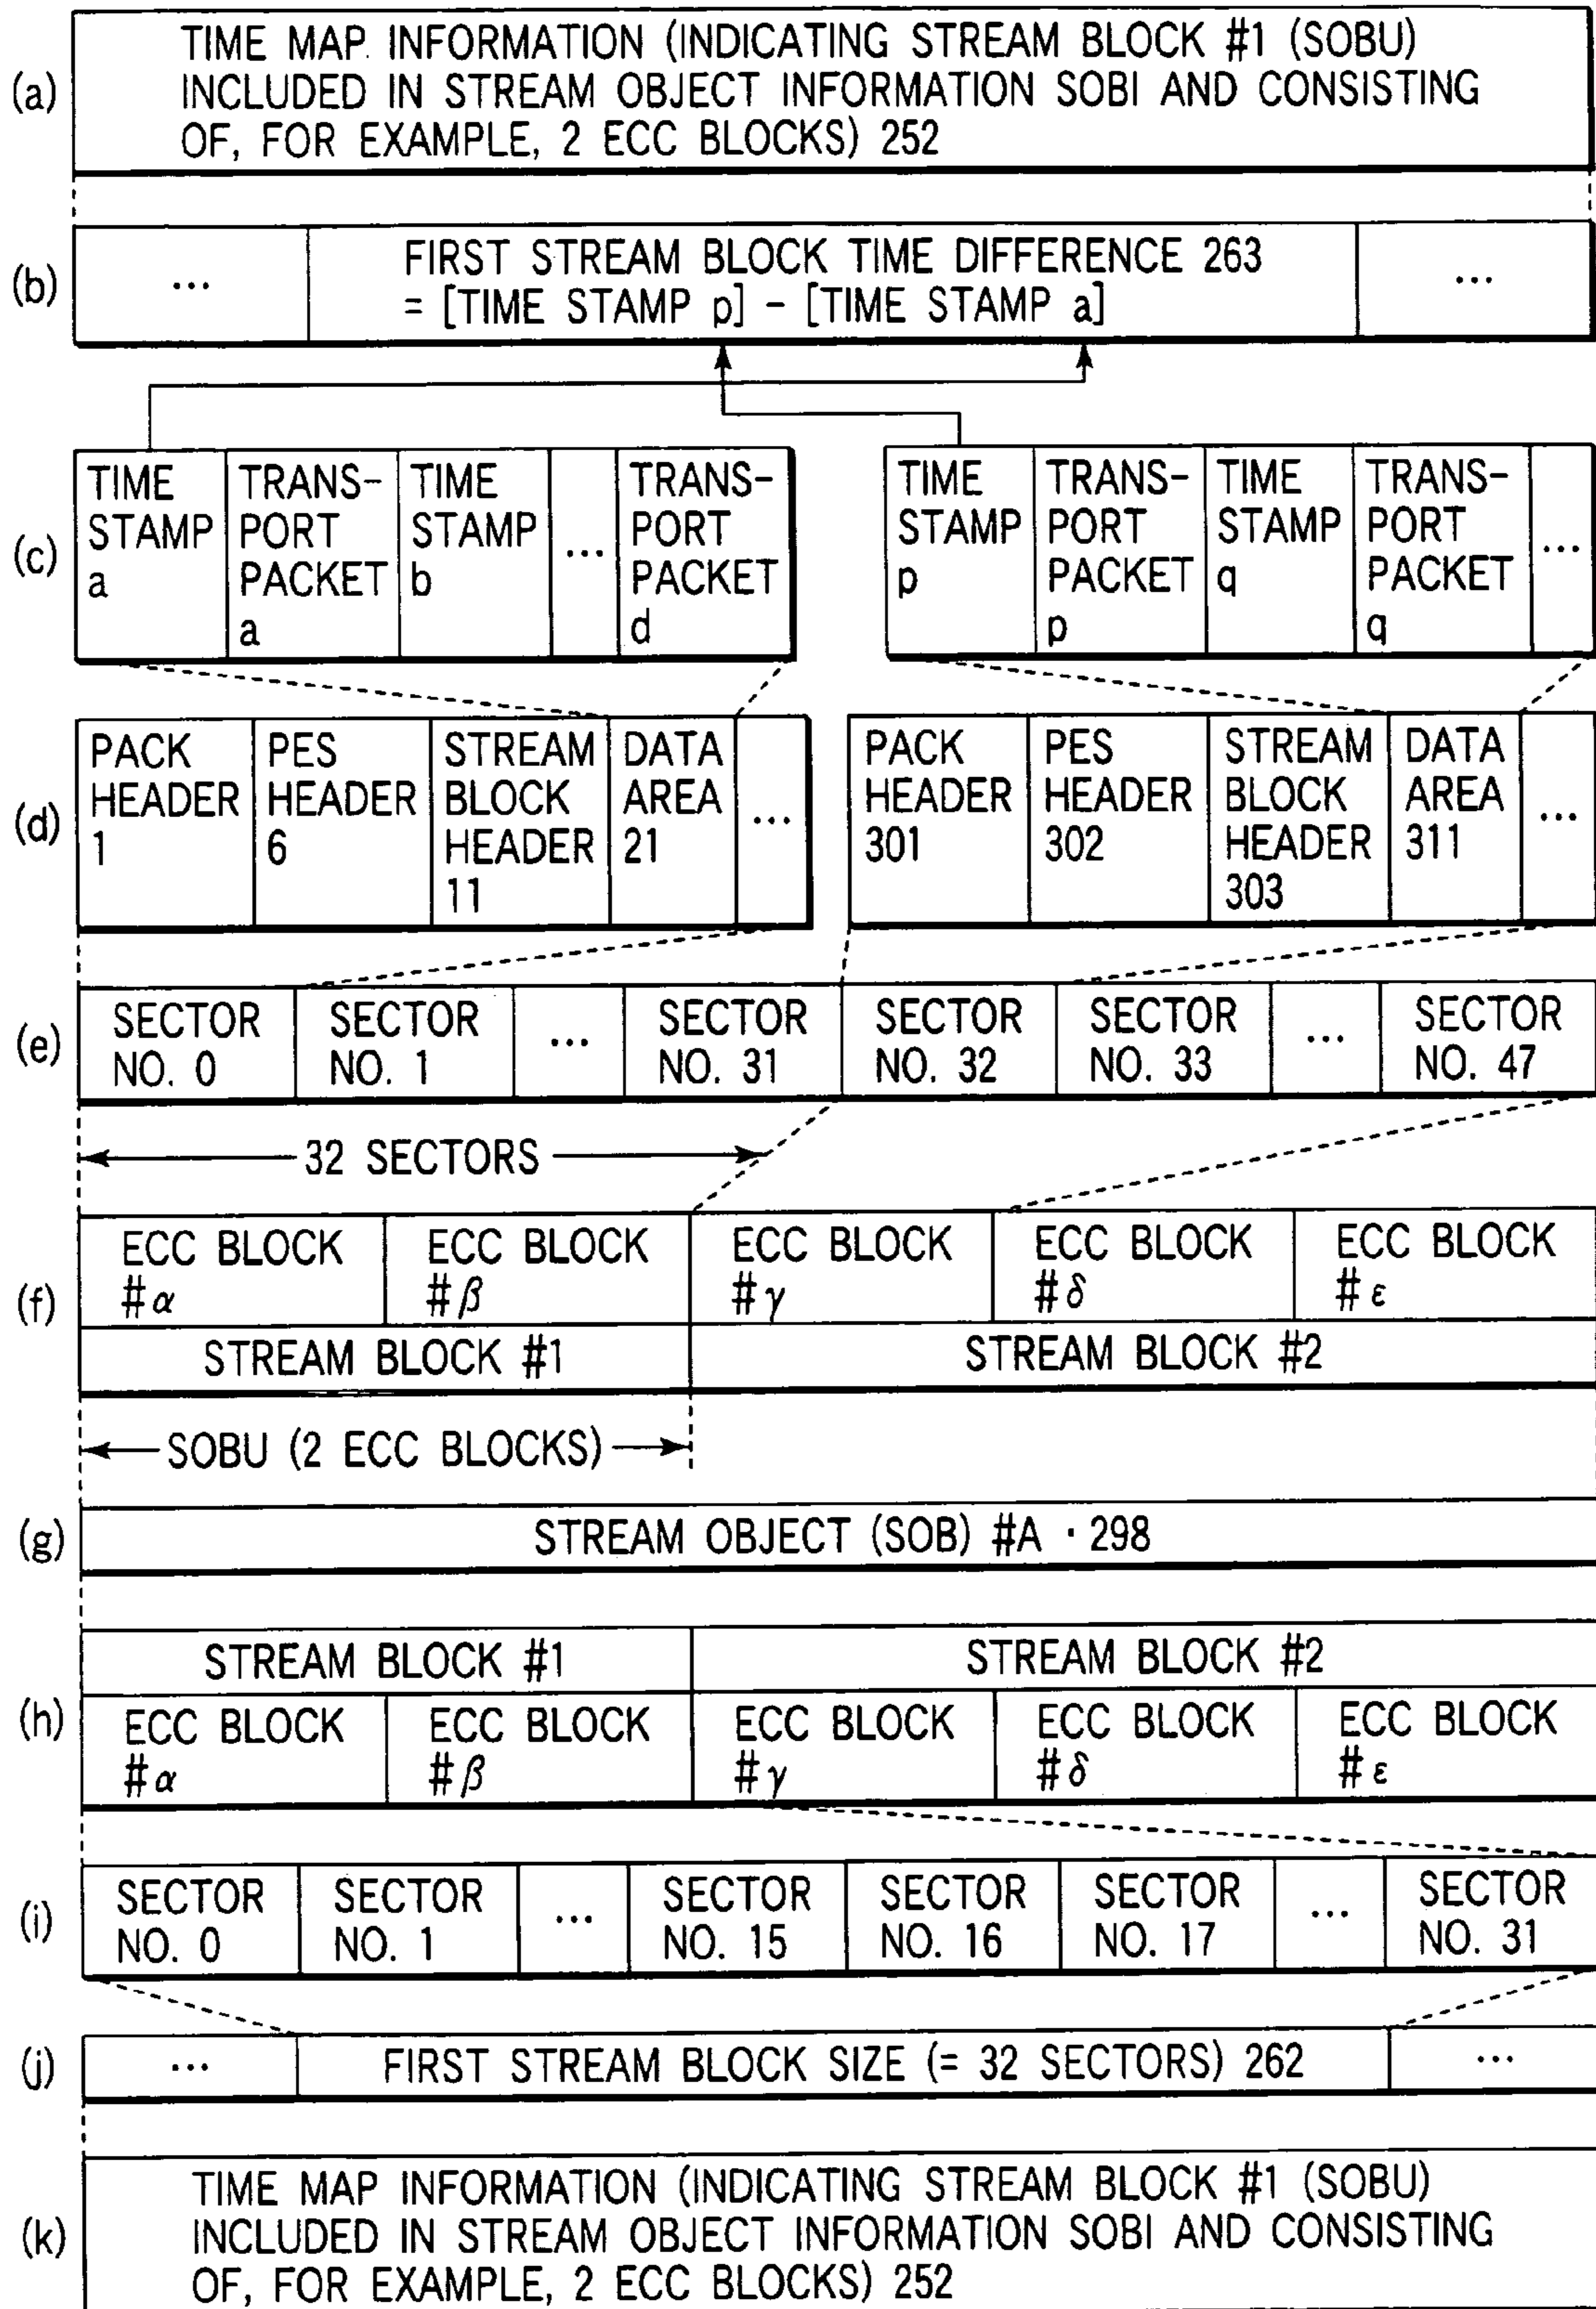 (a)
TIME MAP INFORMATION (INDICATING STREAM BLOCK #1 (SOBU)
INCLUDED IN STREAM OBJECT INFORMATION SOBI AND CONSISTING
OF, FOR EXAMPLE, 2 ECC BLOCKS) 252
(b)
...
FIRST STREAM BLOCK TIME DIFFERENCE 263
= [TIME STAMP p] - [TIME STAMP a]
...
(c)
TIME
STAMP
a
TRANS-
PORT
PACKET
a
TIME
STAMP
b
...
TRANS-
PORT
PACKET
d
TIME
STAMP
p
TRANS-
PORT
PACKET
p
TIME
STAMP
q
TRANS-
PORT
PACKET
q
...
(d)
PACK
HEADER
1
PES
HEADER
6
STREAM
BLOCK
HEADER
11
DATA
AREA
21
...
PACK
HEADER
301
PES
HEADER
302
STREAM
BLOCK
HEADER
303
DATA
AREA
311
...
(e)
SECTOR
NO. 0
SECTOR
NO. 1
...
SECTOR
NO. 31
SECTOR
NO. 32
SECTOR
NO. 33
...
SECTOR
NO. 47
32 SECTORS
(f)
ECC BLOCK
#α
ECC BLOCK
#β
ECC BLOCK
#γ
ECC BLOCK
#δ
ECC BLOCK
#ε
STREAM BLOCK #1
STREAM BLOCK #2
SOBU (2 ECC BLOCKS)
(g)
STREAM OBJECT (SOB) #A · 298
(h)
STREAM BLOCK #1
STREAM BLOCK #2
ECC BLOCK
#α
ECC BLOCK
#β
ECC BLOCK
#γ
ECC BLOCK
#δ
ECC BLOCK
#ε
(i)
SECTOR
NO. 0
SECTOR
NO. 1
...
SECTOR
NO. 15
SECTOR
NO. 16
SECTOR
NO. 17
...
SECTOR
NO. 31
(j)
...
FIRST STREAM BLOCK SIZE (= 32 SECTORS) 262
...
(k)
TIME MAP INFORMATION (INDICATING STREAM BLOCK #1 (SOBU)
INCLUDED IN STREAM OBJECT INFORMATION SOBI AND CONSISTING
OF, FOR EXAMPLE, 2 ECC BLOCKS) 252